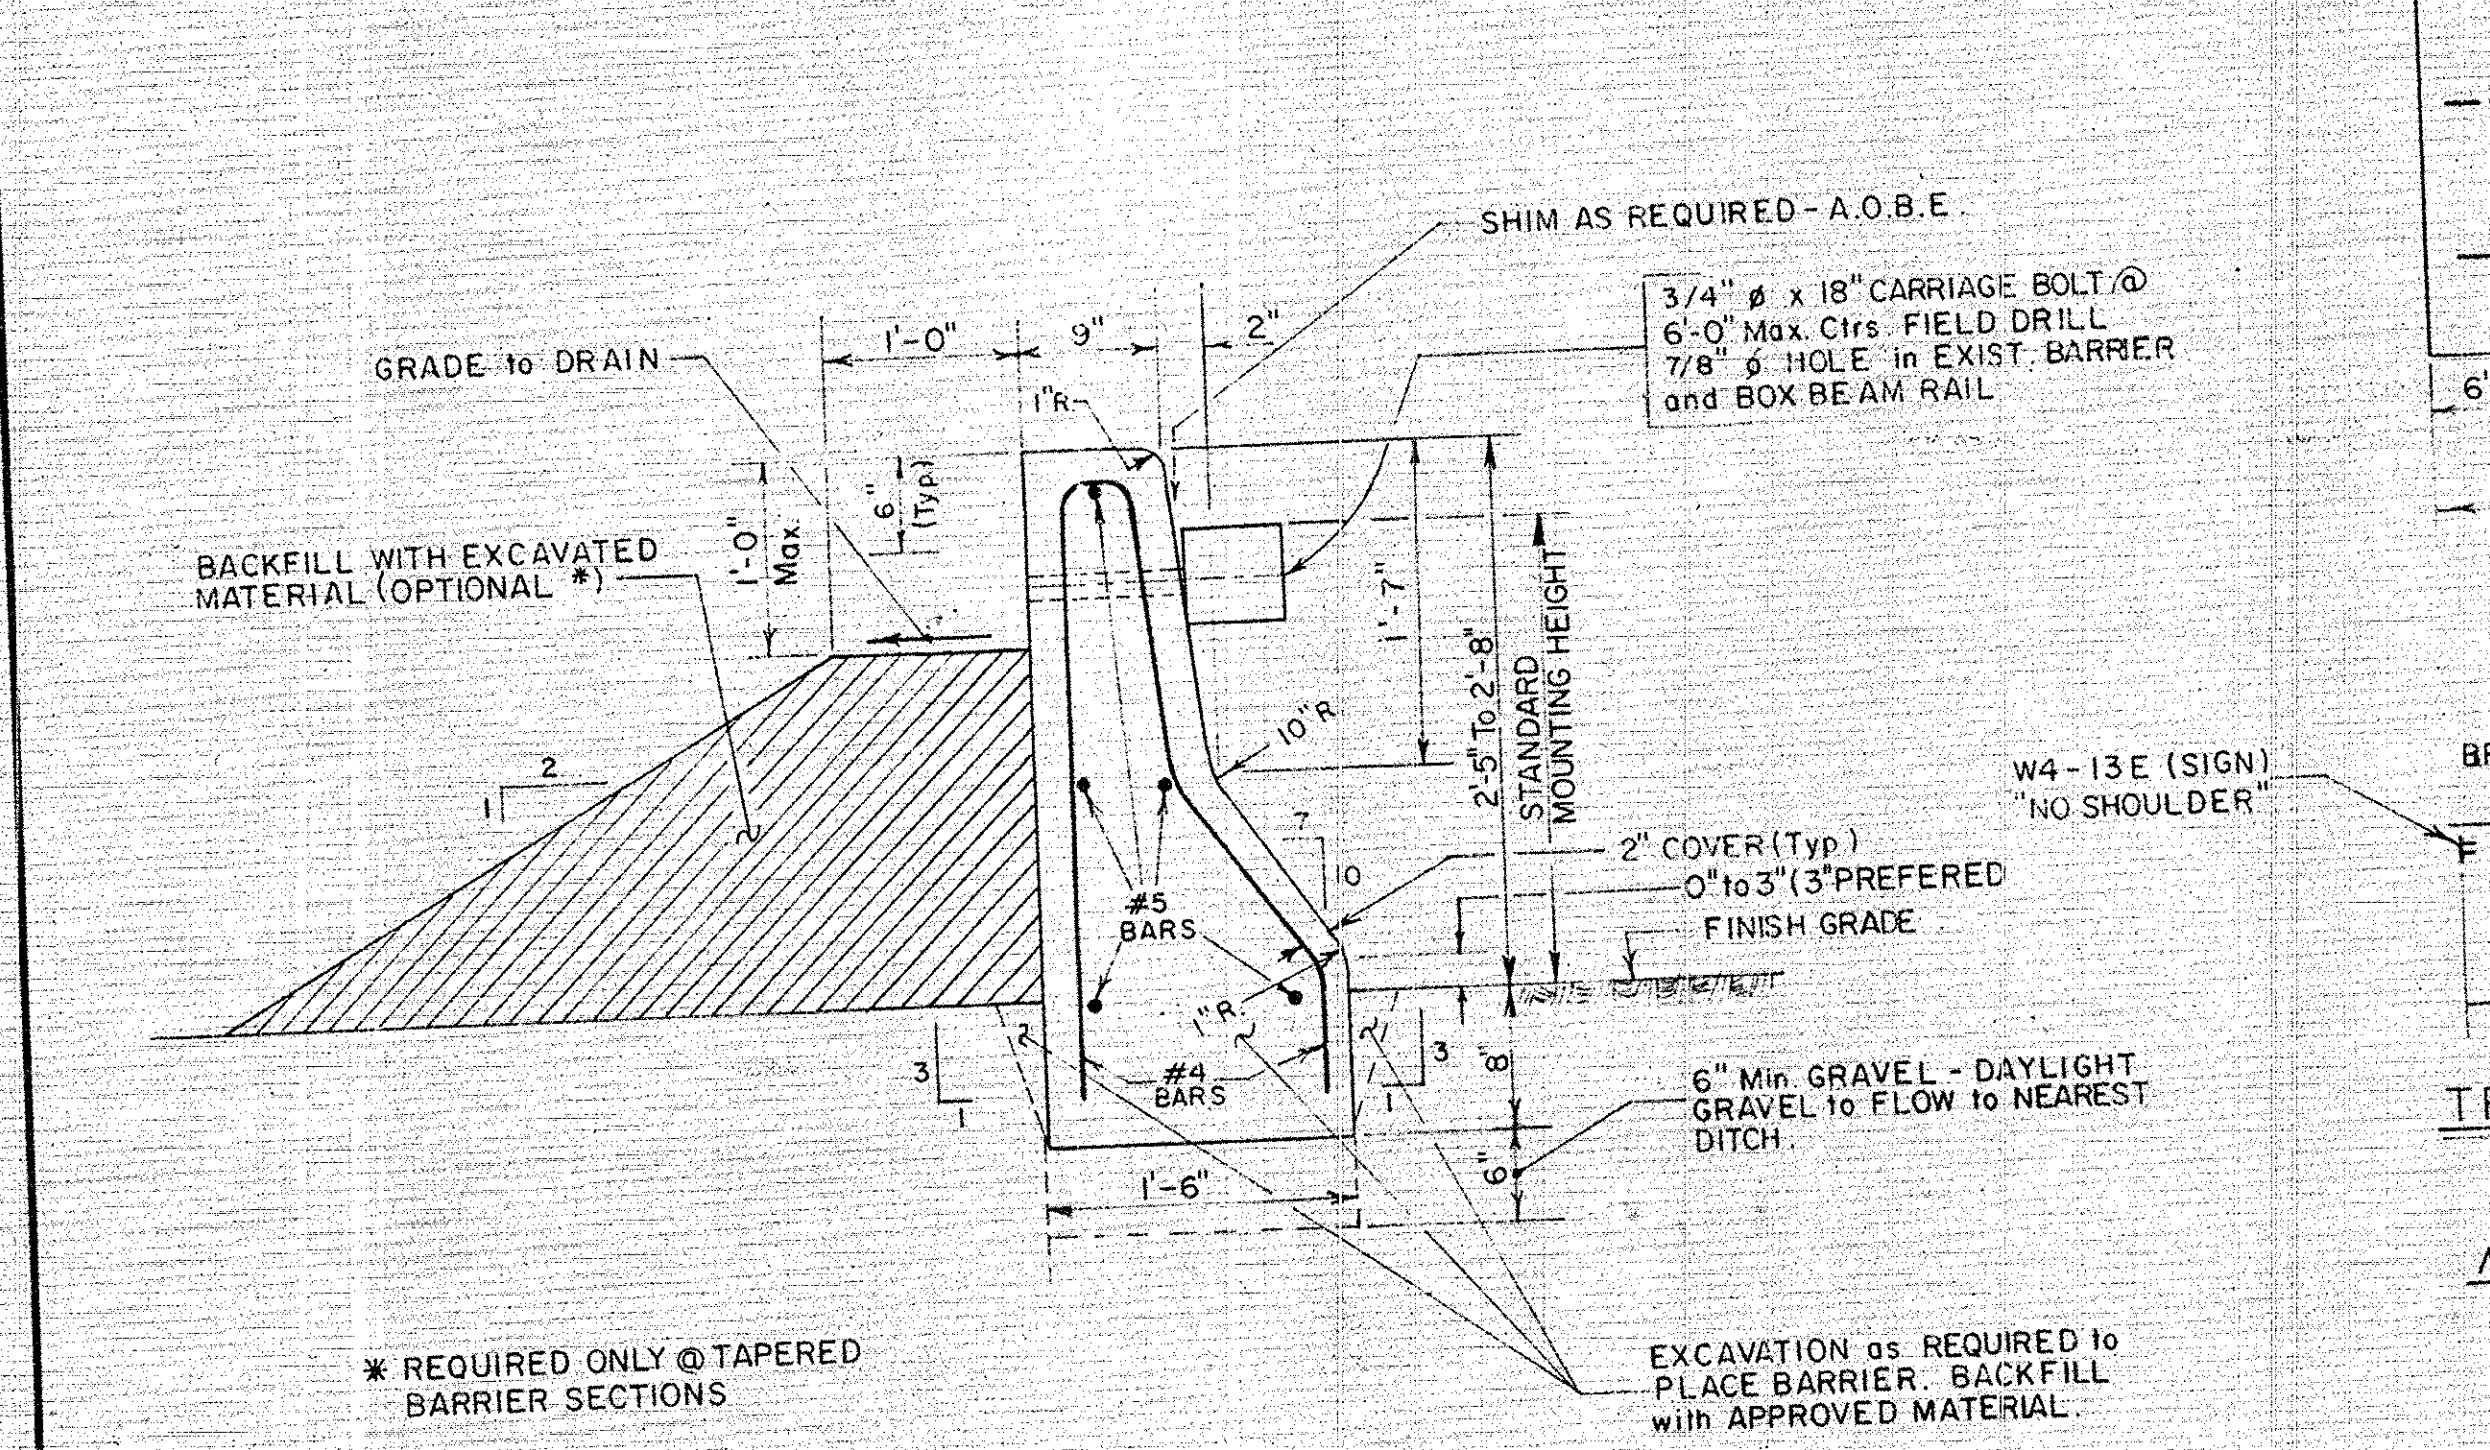 SHIM AS REQUIRED - A.O.B.E.
3/4" ø x 18" CARRIAGE BOLT @
6'-0" Max. Ctrs FIELD DRILL
7/8" ø HOLE in EXIST. BARRIER
and BOX BEAM RAIL
1'-0"
9"
2"
GRADE to DRAIN
1"R.
6'
6"
(Typ.)
1'-0"
Max.
BACKFILL WITH EXCAVATED
MATERIAL (OPTIONAL *)
1'-7"
2'-5" To 2'-8"
STANDARD
MOUNTING HEIGHT
10"R
2
1
W4-13E (SIGN)
"NO SHOULDER"
7
10
2" COVER (Typ)
0" to 3" (3" PREFERED
FINISH GRADE
#5
BARS
1"R.
3
1
#4
BARS
3
1
8"
6" Min. GRAVEL - DAYLIGHT
GRAVEL to FLOW to NEAREST
DITCH.
6"
1'-6"
* REQUIRED ONLY @ TAPERED
BARRIER SECTIONS
EXCAVATION as REQUIRED to
PLACE BARRIER. BACKFILL
with APPROVED MATERIAL.